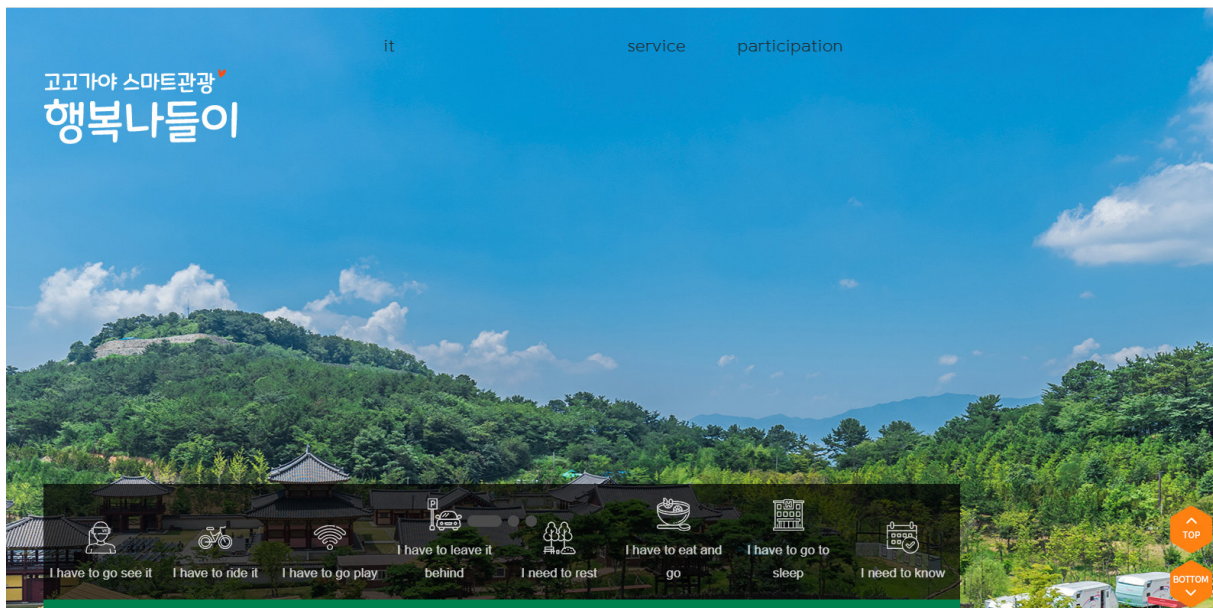 it
service
participation
고고가야 스마트관광
행복나들이
I have to go see it
I have to ride it
I have to go play
P
I have to leave it
behind
I need to rest
I have to eat and
go
I have to go to
sleep
I need to know
TOP
BOTTOM